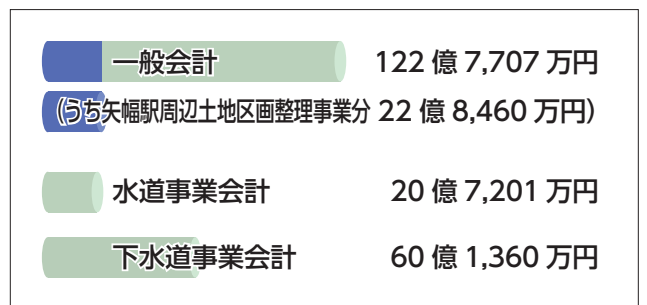 一般会計 122億7,707万円
(うち矢幅駅周辺土地区画整理事業分 22億8,460万円)
水道事業会計 20億7,201万円
下水道事業会計 60億1,360万円